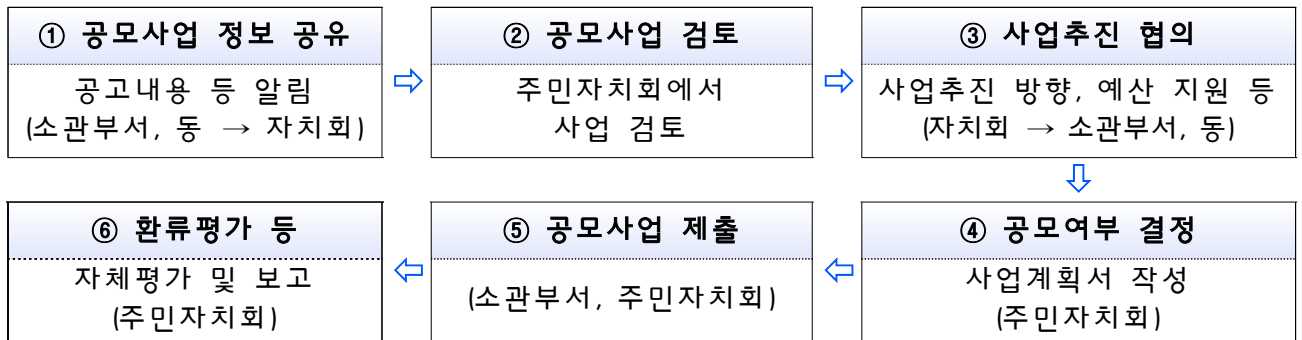 ① 공모사업 정보 공유
공고내용 등 알림
(소관부서, 동 → 자치회)
⇨
② 공모사업 검토
주민자치회에서
사업 검토
⇨
③ 사업추진 협의
사업추진 방향, 예산 지원 등
(자치회 → 소관부서, 동)
⇩
④ 공모여부 결정
사업계획서 작성
(주민자치회)
⇦
⑤ 공모사업 제출
(소관부서, 주민자치회)
⇦
⑥ 환류평가 등
자체평가 및 보고
(주민자치회)